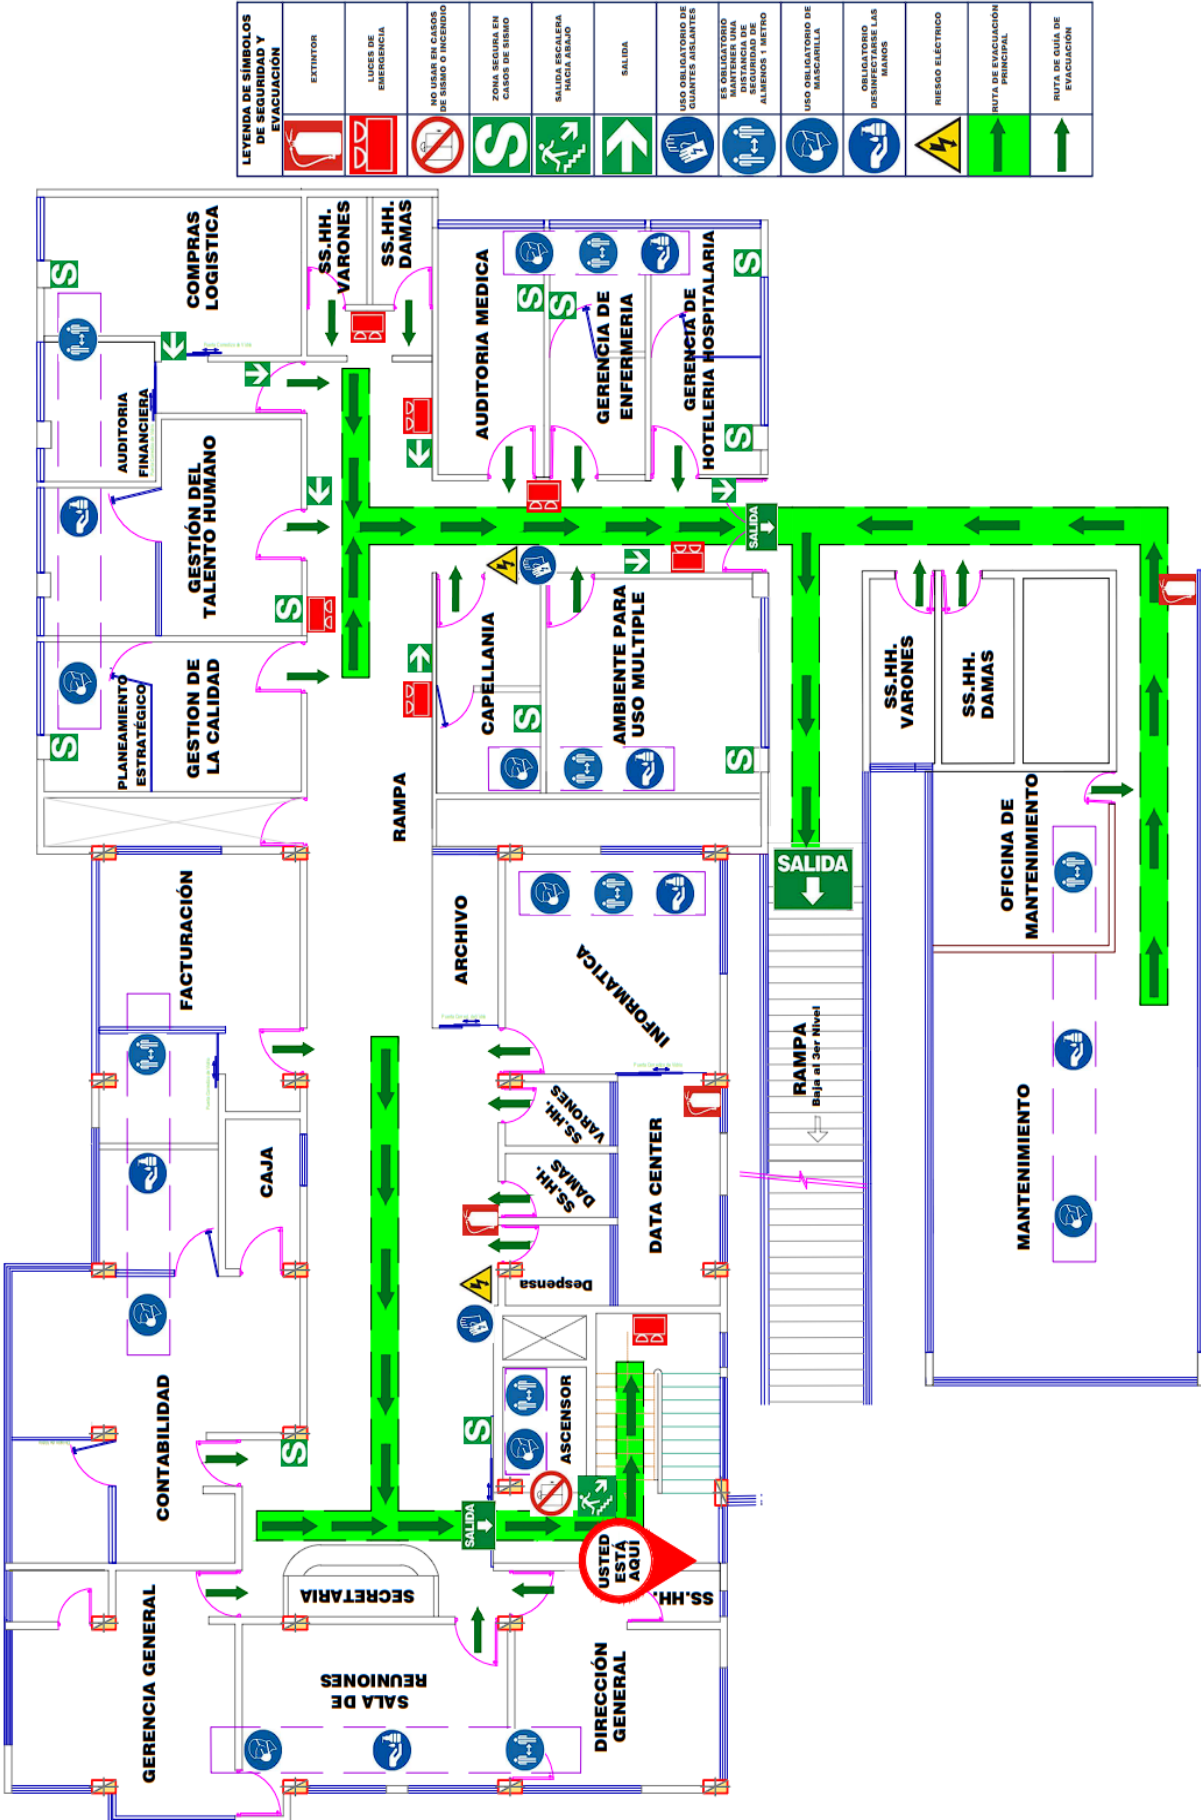 LEYENDA DE SÍMBOLOS
DE SEGURIDAD Y
EVACUACIÓN
EXTINTOR
LUCES DE
EMERGENCIA
NO USAR EN CASOS
DE SISMO O INCENDIO
ZONA SEGURA EN
CASOS DE SISMO
SALIDA ESCALERA
HACIA ABAJO
SALIDA
USO OBLIGATORIO DE
GUANTES AISLANTES
ES OBLIGATORIO
MANTENER UNA
DISTANCIA DE
SEGURIDAD DE
ALMENOS 1 METRO
USO OBLIGATORIO DE
MASCARILLA
OBLIGATORIO
DESINFECTARSE LAS
MANOS
RIESGO ELÉCTRICO
RUTA DE EVACUACIÓN
PRINCIPAL
RUTA DE GUÍA DE
EVACUACIÓN
S
S
COMPRAS
LOGISTICA
SS.HH.
VARONES
SS.HH.
DAMAS
AUDITORIA
FINANCIERA
GESTIÓN DEL
TALENTO HUMANO
S
PLANEAMIENTO
ESTRATÉGICO
GESTION DE
LA CALIDAD
S
AUDITORIA MEDICA
S
S
GERENCIA DE
ENFERMERIA
GERENCIA DE
HOTELERIA HOSPITALARIA
S
S
SALIDA
CAPELLANIA
S
AMBIENTE PARA
USO MULTIPLE
S
RAMPA
SS.HH.
VARONES
SS.HH.
DAMAS
OFICINA DE
MANTENIMIENTO
MANTENIMIENTO
SALIDA
RAMPA
Baja al 3er Nivel
FACTURACIÓN
ARCHIVO
INFORMATICA
CAJA
SS.HH.
VARONES
SS.HH.
DAMAS
DATA CENTER
Despensa
CONTABILIDAD
S
S
ASCENSOR
SALIDA
USTED
ESTÁ
AQUÍ
SECRETARIA
SS.HH.
GERENCIA GENERAL
SALA DE
REUNIONES
DIRECCIÓN
GENERAL